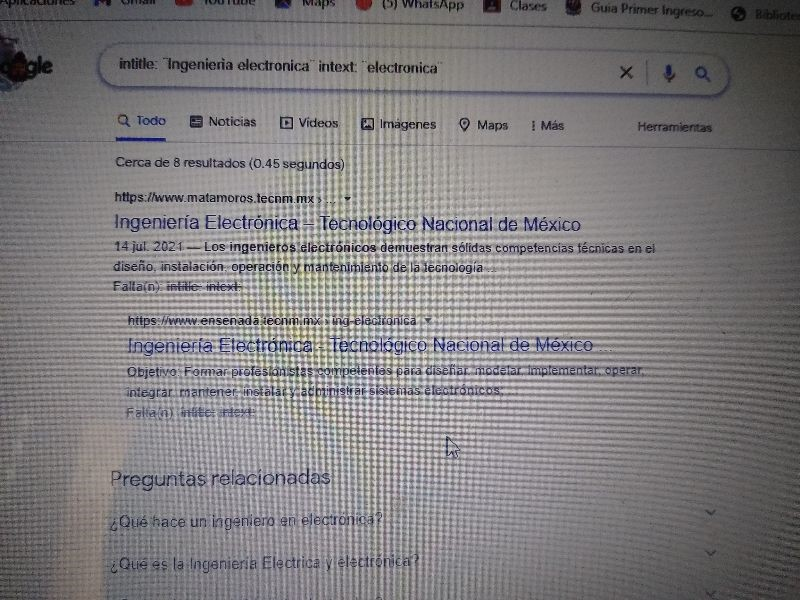 Aplicaciones Gmail YouTube Maps (5) WhatsApp Clases Guia Primer Ingreso... Bibliote
intitle: ¨Ingenieria electronica¨ intext: ¨electronica¨
Todo Noticias Videos Imágenes Maps Más Herramientas
Cerca de 8 resultados (0.45 segundos)
https://www.matamoros.tecnm.mx › ...
Ingeniería Electrónica – Tecnológico Nacional de México
14 jul. 2021 — Los ingenieros electrónicos demuestran sólidas competencias técnicas en el
diseño, instalación, operación y mantenimiento de la tecnología ...
Falta(n): intitle: intext:
https://www.ensenada.tecnm.mx › ing-electronica
Ingeniería Electrónica - Tecnológico Nacional de México ...
Objetivo: Formar profesionistas competentes para diseñar, modelar, implementar, operar,
integrar, mantener, instalar y administrar sistemas electrónicos, ...
Falta(n): intitle: intext:
Preguntas relacionadas
¿Qué hace un ingeniero en electrónica?
¿Qué es la Ingeniería Electrica y electrónica?